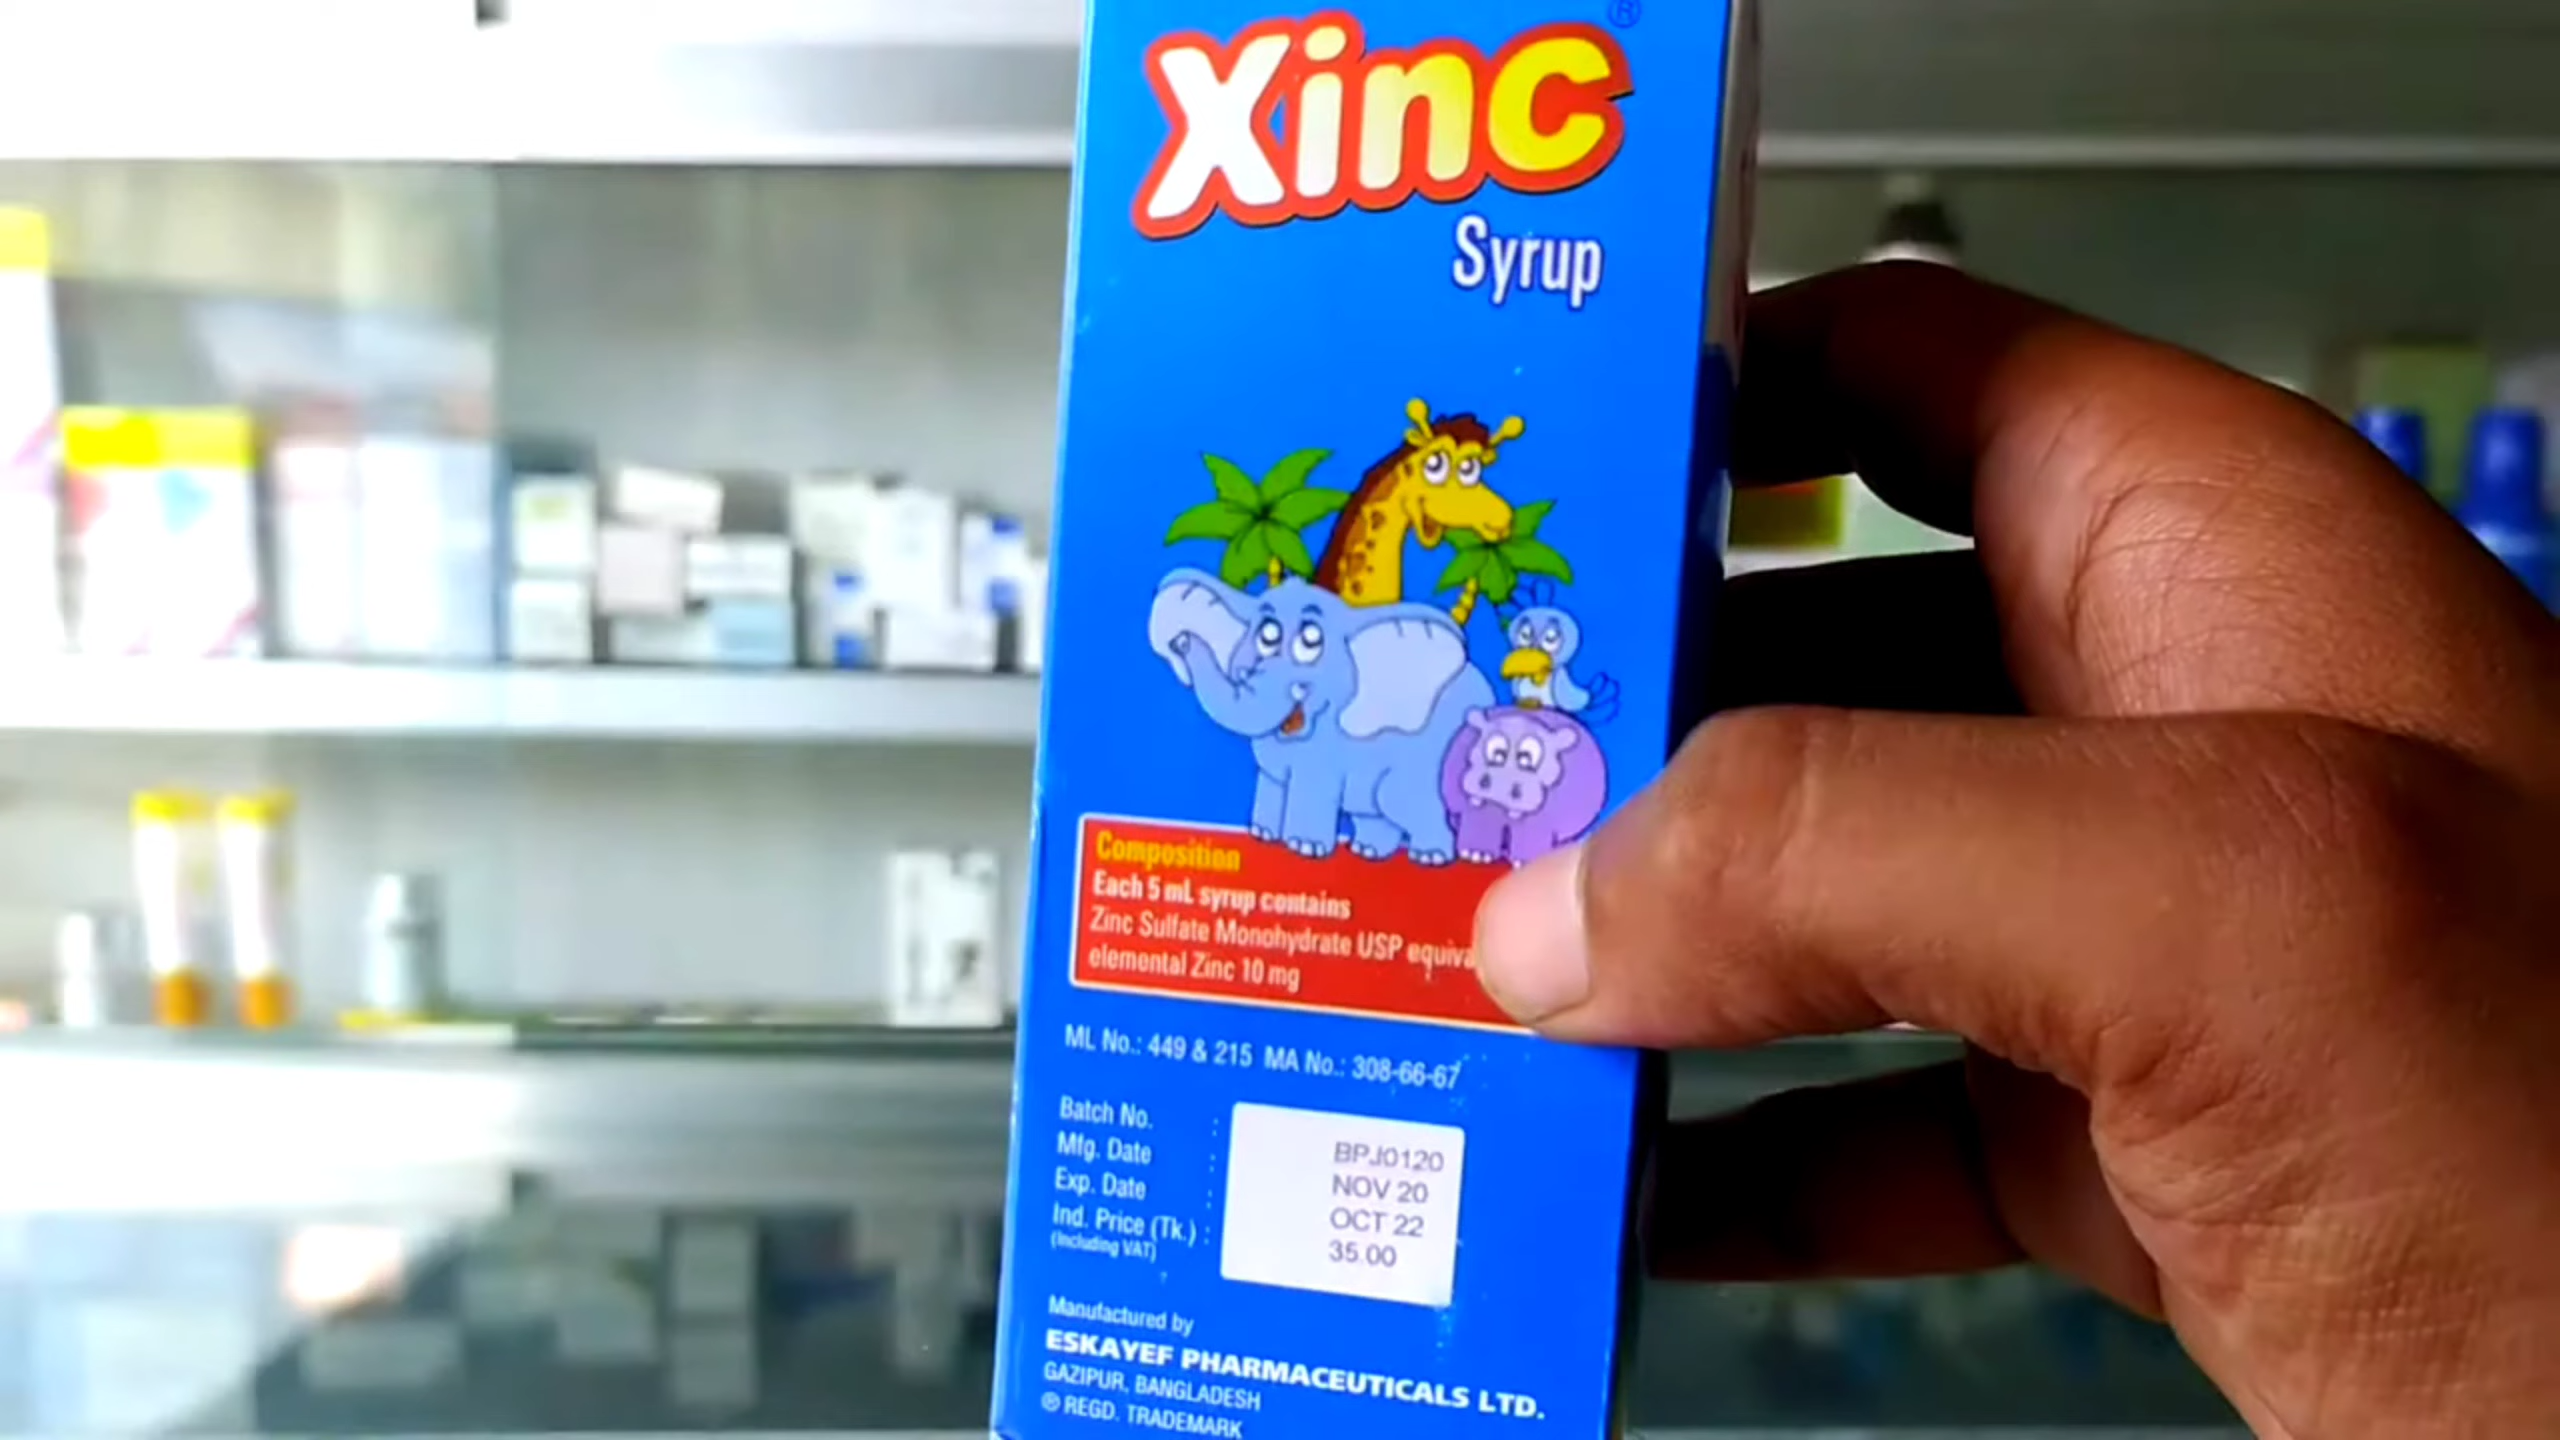 Xinc®
Syrup
Composition
Each 5 mL syrup contains
Zinc Sulfate Monohydrate USP equiva
elemental Zinc 10 mg
ML No.: 449 & 215 MA No.: 308-66-67
Batch No. : BPJ0120
Mfg. Date : NOV 20
Exp. Date : OCT 22
Ind. Price (Tk.) : 35.00
(Including VAT)
Manufactured by
ESKAYEF PHARMACEUTICALS LTD.
GAZIPUR, BANGLADESH
® REGD. TRADEMARK